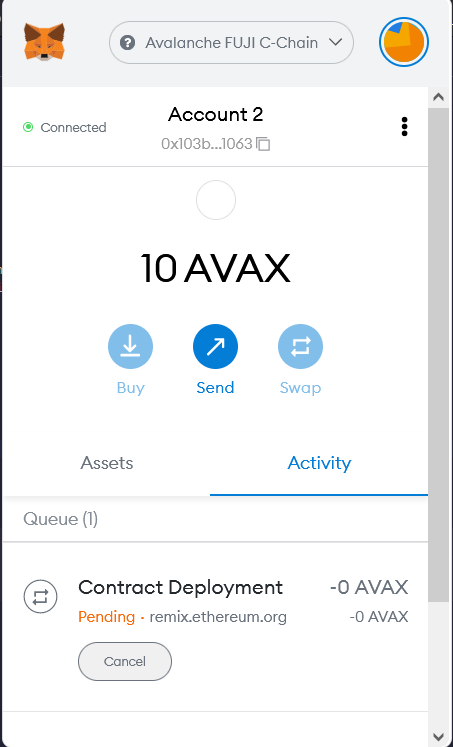 Avalanche FUJI C-Chain
Connected
Account 2
0x103b...1063
10 AVAX
Buy Send Swap
Assets Activity
Queue (1)
Contract Deployment -0 AVAX
Pending · remix.ethereum.org -0 AVAX
Cancel